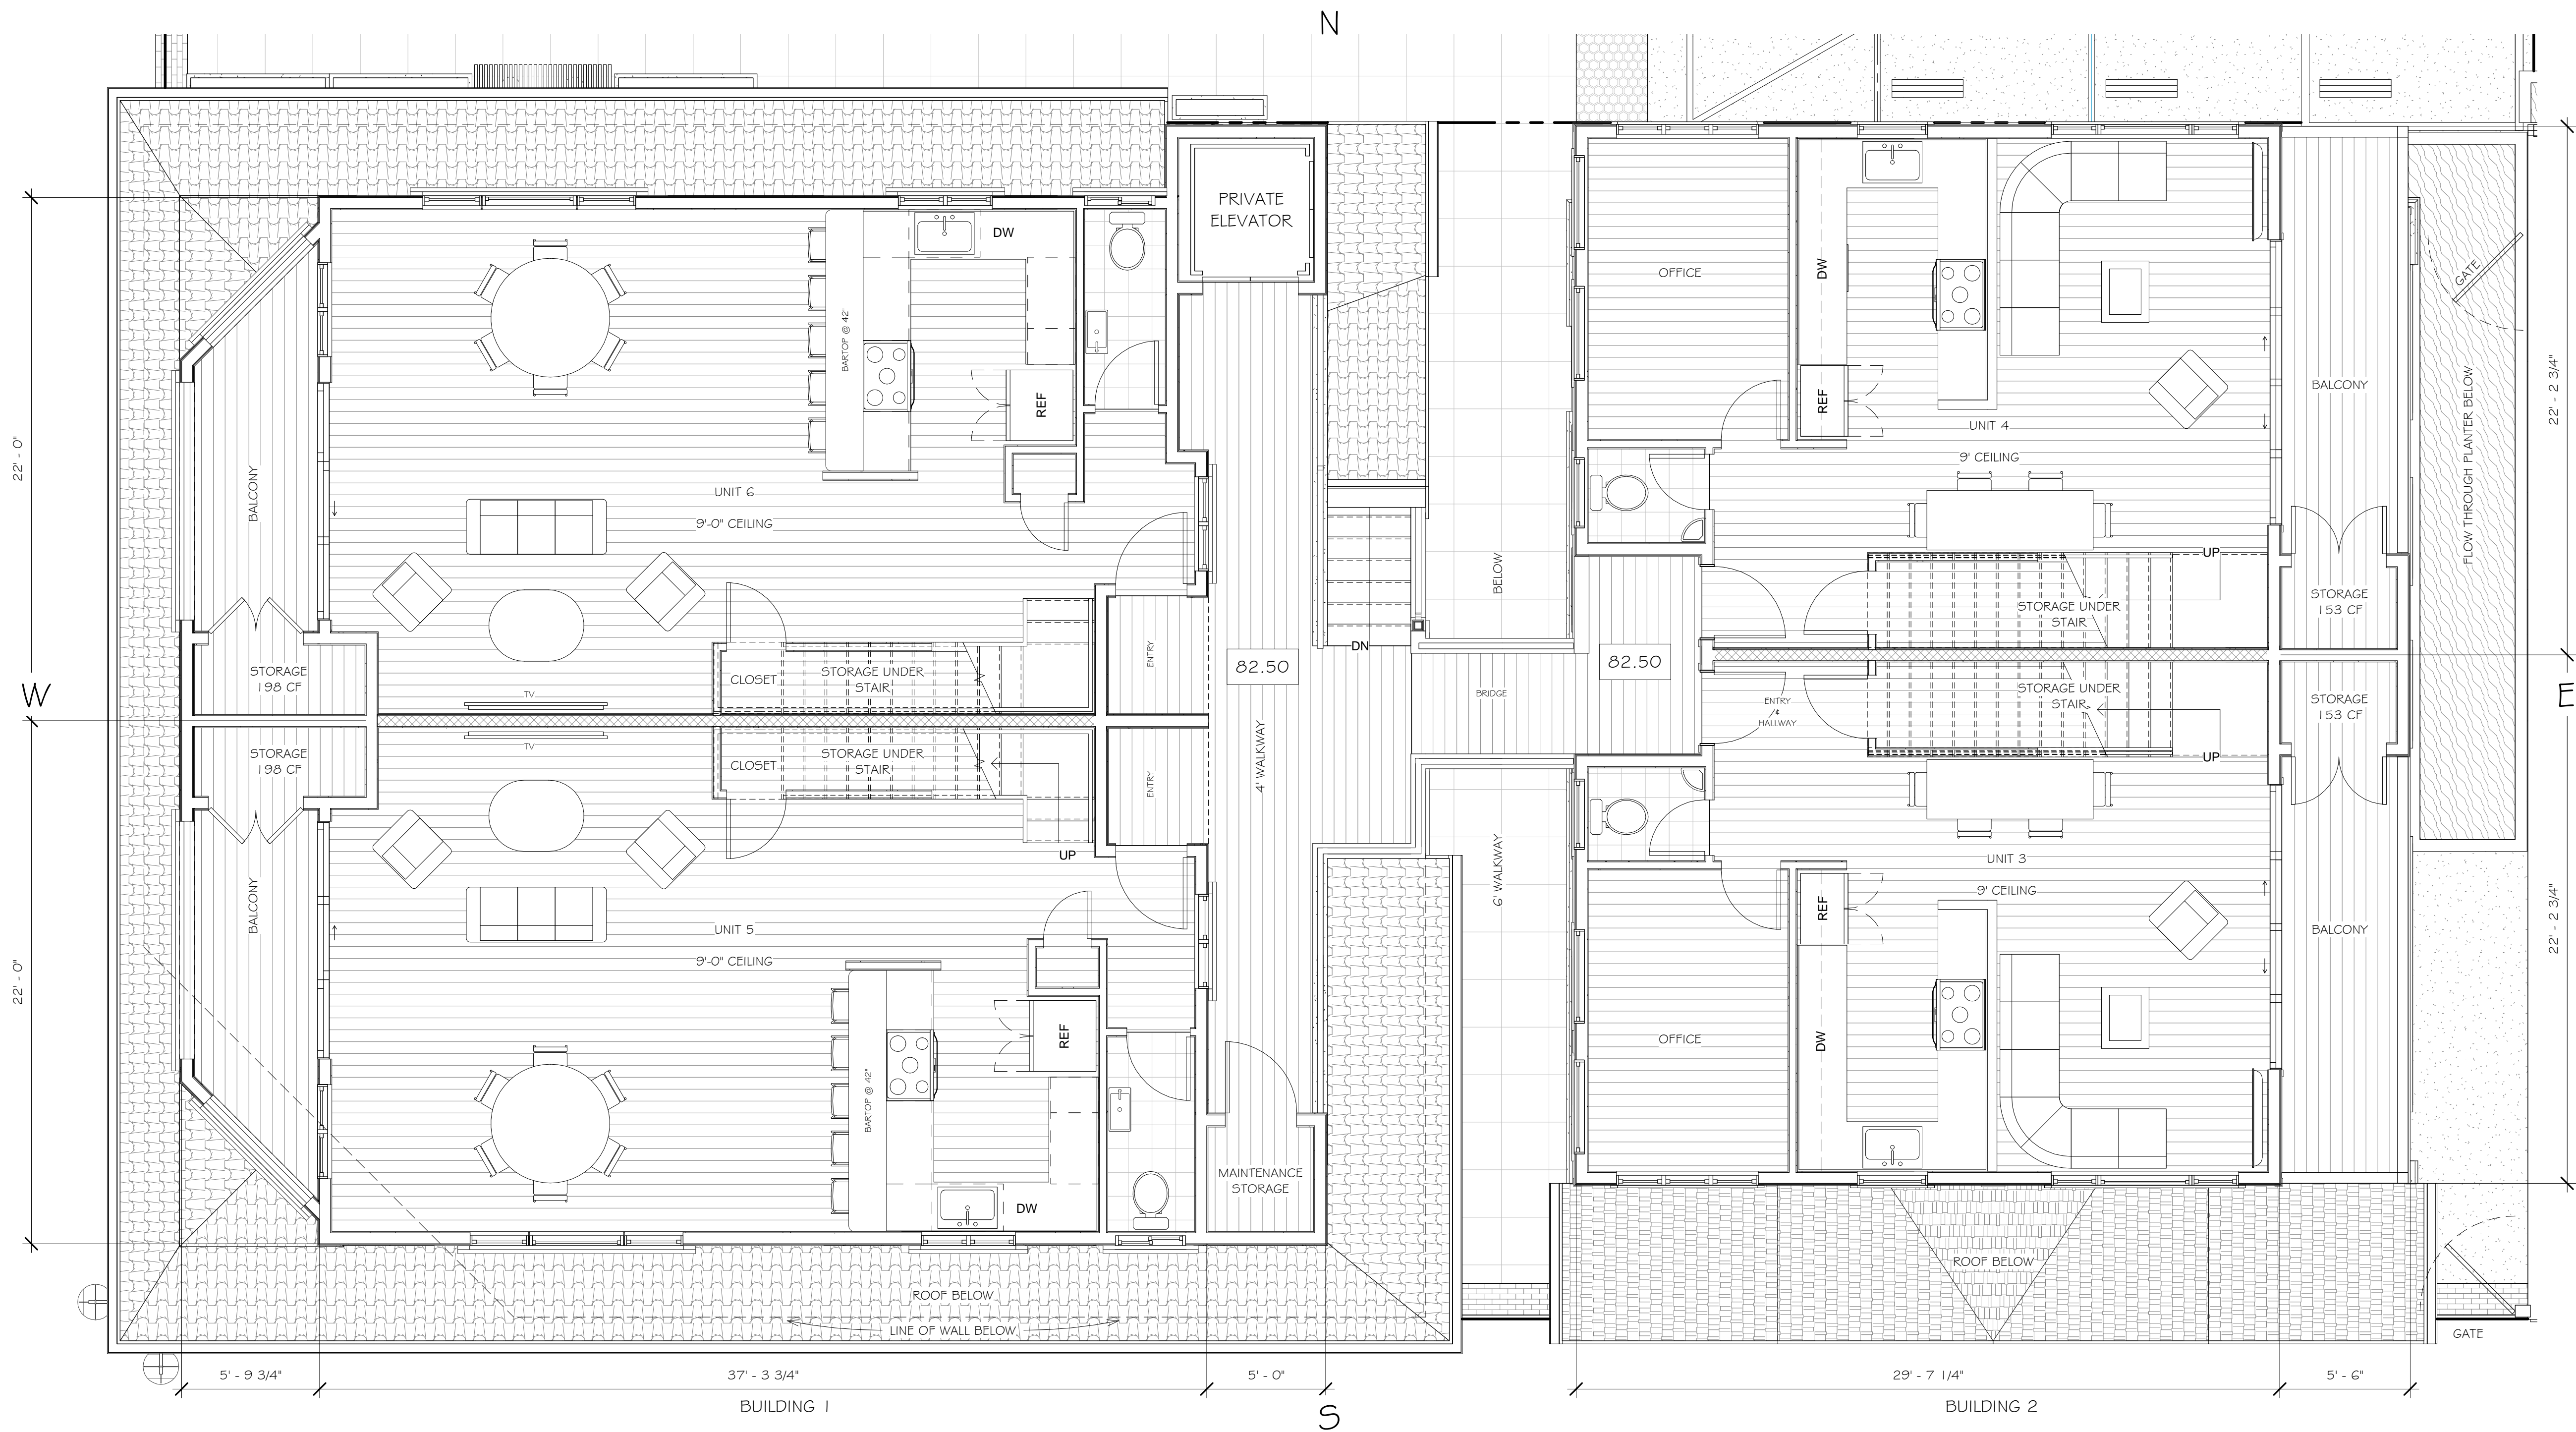 N
PRIVATE
ELEVATOR
DW
BARTOP @ 42"
REF
UNIT 6
9'-0" CEILING
BALCONY
22' - 0"
STORAGE
198 CF
TV
CLOSET
STORAGE UNDER
STAIR
ENTRY
W
82.50
4' WALKWAY
DN
BELOW
BRIDGE
STORAGE
198 CF
TV
CLOSET
STORAGE UNDER
STAIR
ENTRY
UP
BALCONY
22' - 0"
UNIT 5
9'-0" CEILING
BARTOP @ 42"
REF
DW
MAINTENANCE
STORAGE
6' WALKWAY
ROOF BELOW
LINE OF WALL BELOW
5' - 9 3/4"
37' - 3 3/4"
5' - 0"
BUILDING 1
S
OFFICE
DW
REF
UNIT 4
9' CEILING
BALCONY
GATE
FLOW THROUGH PLANTER BELOW
22' - 2 3/4"
UP
STORAGE UNDER
STAIR
STORAGE
153 CF
82.50
ENTRY
/&
HALLWAY
STORAGE UNDER
STAIR
UP
STORAGE
153 CF
E
UNIT 3
9' CEILING
REF
DW
OFFICE
BALCONY
22' - 2 3/4"
ROOF BELOW
GATE
29' - 7 1/4"
5' - 6"
BUILDING 2